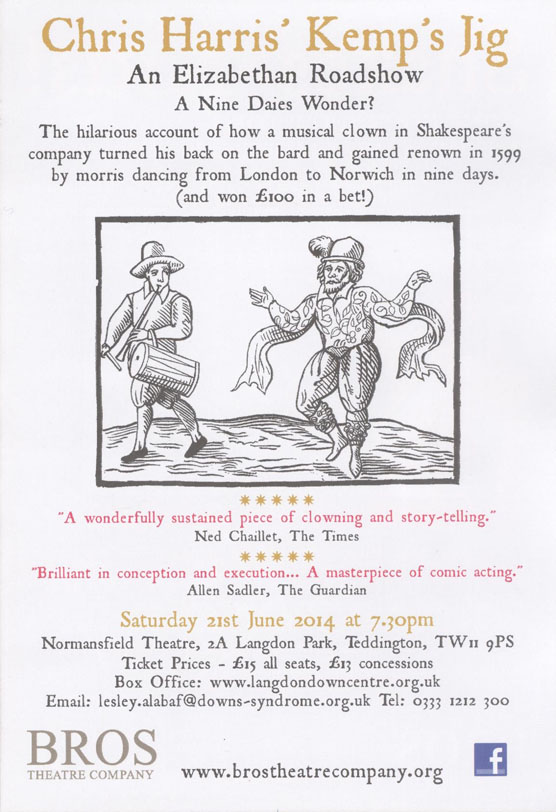 Chris Harris' Kemp's Jig
An Elizabethan Roadshow
A Nine Daies Wonder?
The hilarious account of how a musical clown in Shakespeare's
company turned his back on the bard and gained renown in 1599
by morris dancing from London to Norwich in nine days.
(and won £100 in a bet!)
"A wonderfully sustained piece of clowning and story-telling."
Ned Chaillet, The Times
"Brilliant in conception and execution... A masterpiece of comic acting."
Allen Sadler, The Guardian
Saturday 21st June 2014 at 7.30pm
Normansfield Theatre, 2A Langdon Park, Teddington, TW11 9PS
Ticket Prices - £15 all seats, £13 concessions
Box Office: www.langdondowncentre.org.uk
Email: lesley.alabaf@downs-syndrome.org.uk Tel: 0333 1212 300
BROS
THEATRE COMPANY
www.brostheatrecompany.org
f